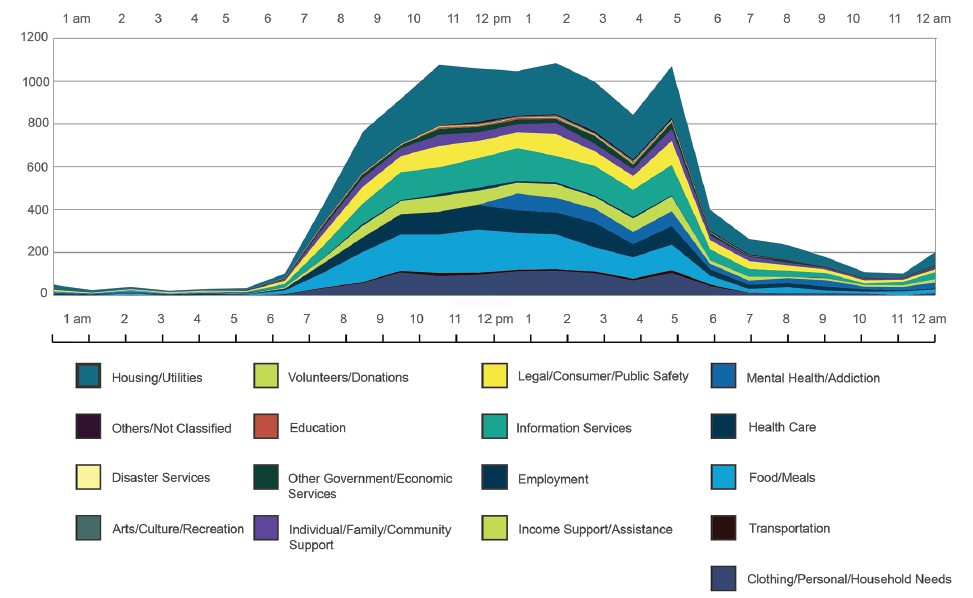 1 am 2 3 4 5 6 7 8 9 10 11 12 pm 1 2 3 4 5 6 7 8 9 10 11 12 am
1200
1000
800
600
400
200
0
1 am 2 3 4 5 6 7 8 9 10 11 12 pm 1 2 3 4 5 6 7 8 9 10 11 12 am
Housing/Utilities
Volunteers/Donations
Legal/Consumer/Public Safety
Mental Health/Addiction
Others/Not Classified
Education
Information Services
Health Care
Disaster Services
Other Government/Economic
Services
Employment
Food/Meals
Arts/Culture/Recreation
Individual/Family/Community
Support
Income Support/Assistance
Transportation
Clothing/Personal/Household Needs